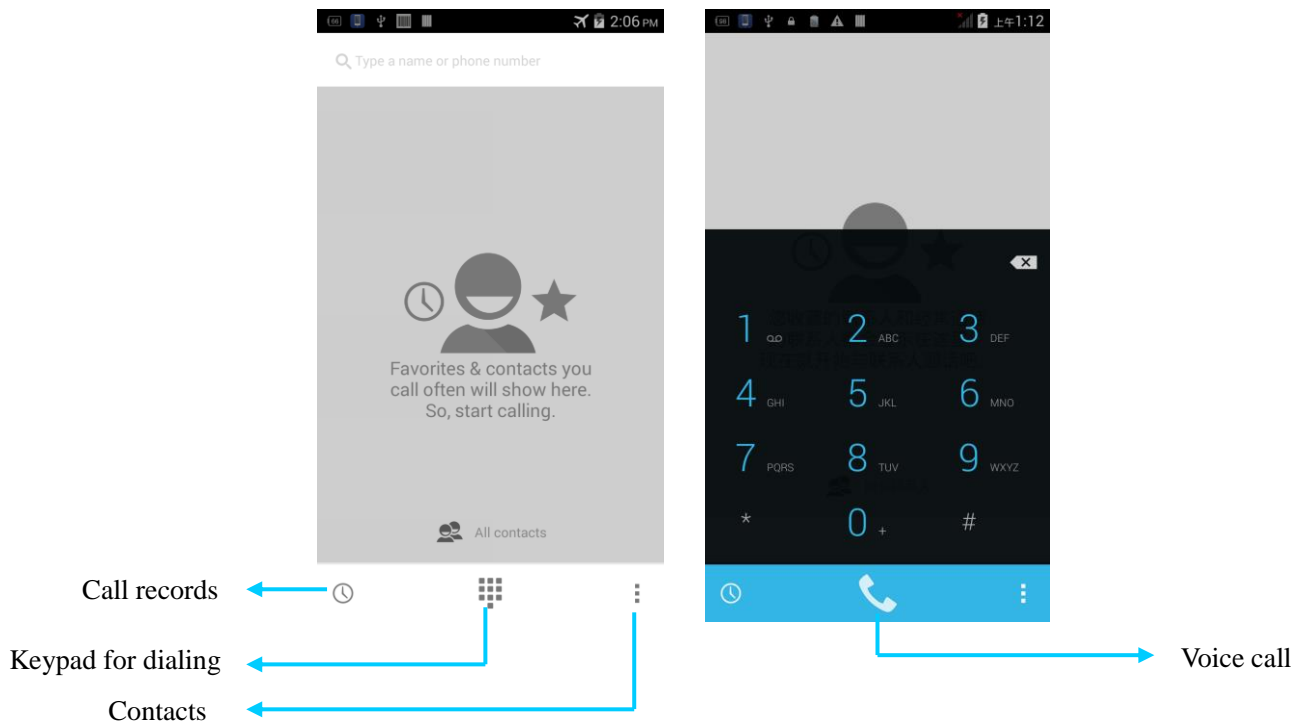 2:06 PM
Type a name or phone number
Favorites & contacts you
call often will show here.
So, start calling.
All contacts
Call records
Keypad for dialing
Contacts
上午1:12
1
2 ABC
3 DEF
4 GHI
5 JKL
6 MNO
7 PQRS
8 TUV
9 WXYZ
*
0 +
#
Voice call